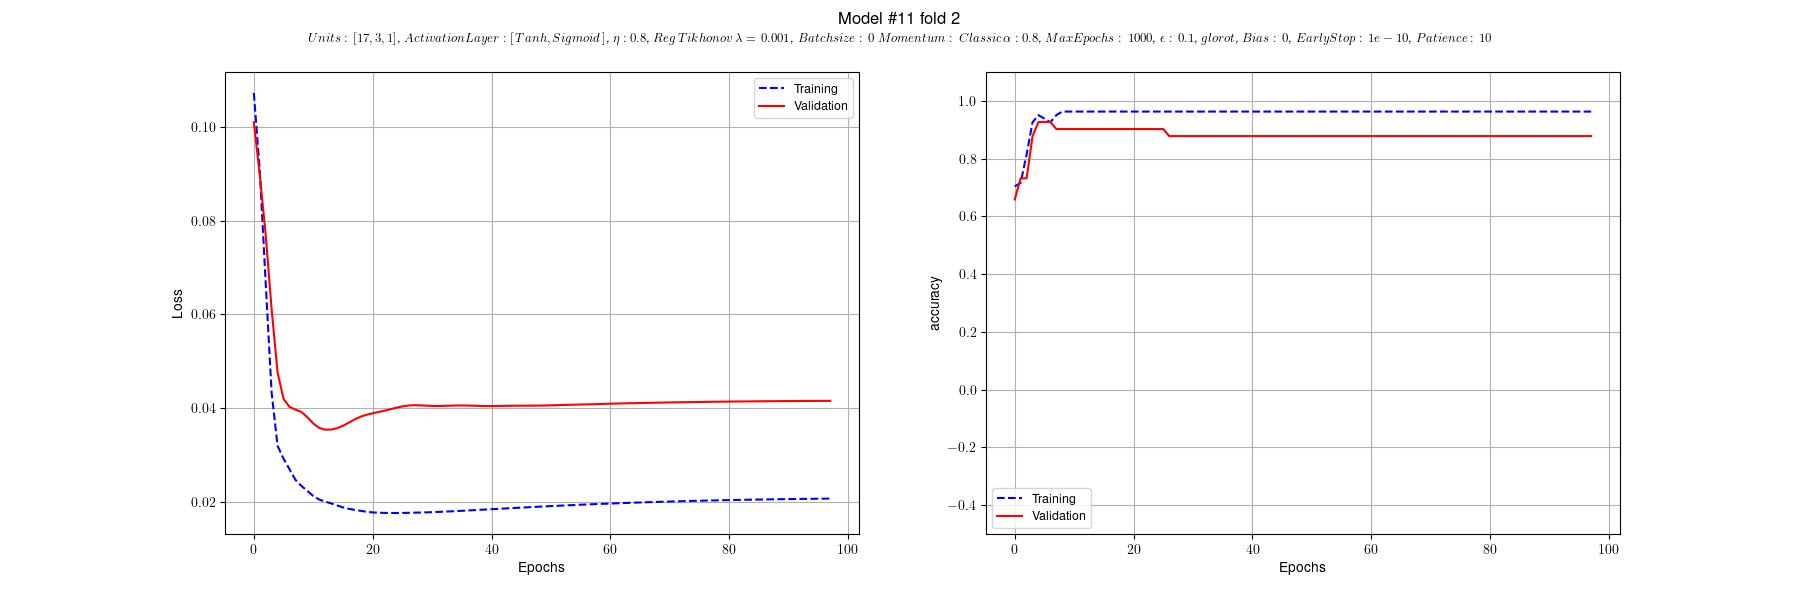 Model #11 fold 2
Units : [17, 3, 1], ActivationLayer : [Tanh, Sigmoid], η : 0.8, Reg Tikhonov λ = 0.001, Batchsize : 0 Momentum : Classic α : 0.8, MaxEpochs : 1000, ϵ : 0.1, glorot, Bias : 0, EarlyStop : 1e − 10, Patience : 10
Training
Validation
Loss
0.10
0.08
0.06
0.04
0.02
0 20 40 60 80 100
Epochs
accuracy
1.0
0.8
0.6
0.4
0.2
0.0
−0.2
−0.4
Training
Validation
0 20 40 60 80 100
Epochs